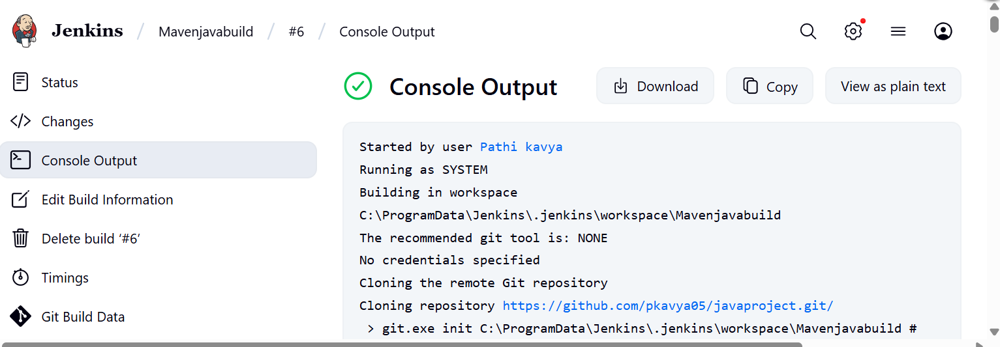 Jenkins / Mavenjavabuild / #6 / Console Output
Status
Changes
Console Output
Edit Build Information
Delete build ‘#6’
Timings
Git Build Data
Console Output
Download
Copy
View as plain text
Started by user Pathi kavya
Running as SYSTEM
Building in workspace
C:\ProgramData\Jenkins\.jenkins\workspace\Mavenjavabuild
The recommended git tool is: NONE
No credentials specified
Cloning the remote Git repository
Cloning repository https://github.com/pkavya05/javaproject.git/
> git.exe init C:\ProgramData\Jenkins\.jenkins\workspace\Mavenjavabuild #